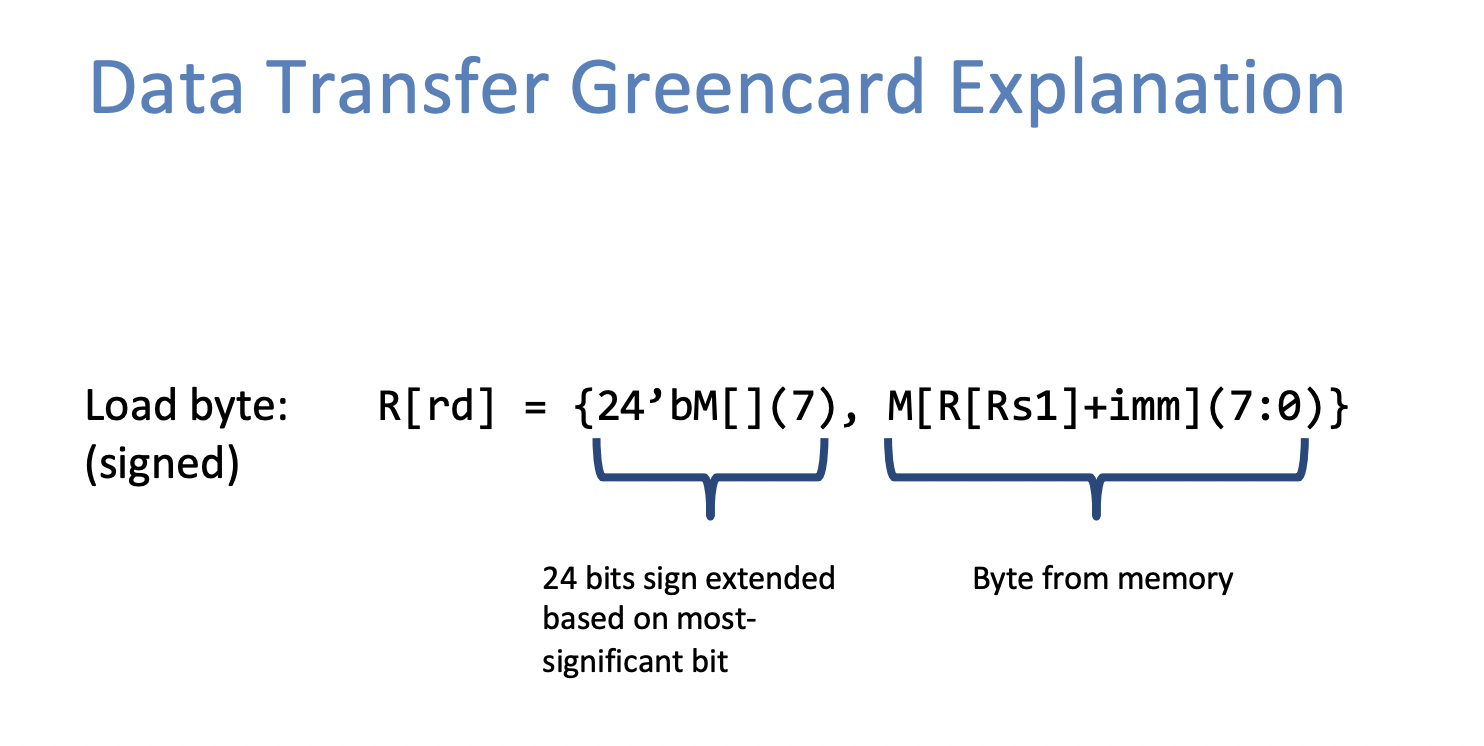 Data Transfer Greencard Explanation
Load byte: R[rd] = {24’bM[](7), M[R[Rs1]+imm](7:0)}
(signed)
24 bits sign extended
based on most-
significant bit
Byte from memory